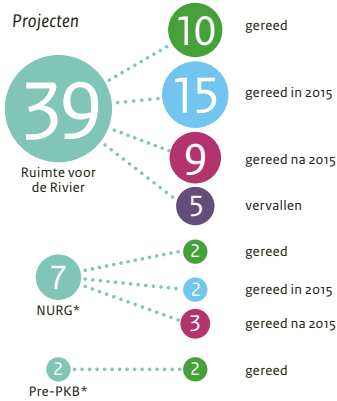 Projecten
10 gereed
39
15 gereed in 2015
9 gereed na 2015
Ruimte voor
de Rivier
5 vervallen
2 gereed
7
2 gereed in 2015
NURG*
3 gereed na 2015
2
2 gereed
Pre-PKB*